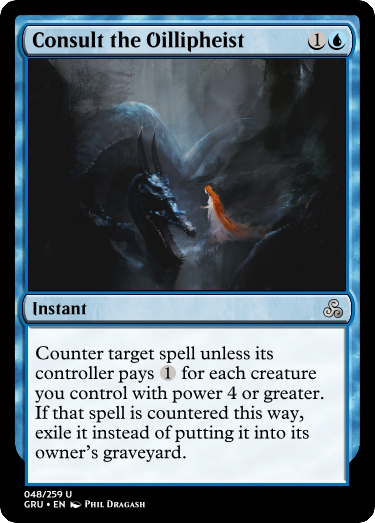 Consult the Oillipheist 1
Instant
Counter target spell unless its
controller pays 1 for each creature
you control with power 4 or greater.
If that spell is countered this way,
exile it instead of putting it into its
owner's graveyard.
048/259 U
GRU • EN Phil Dragash